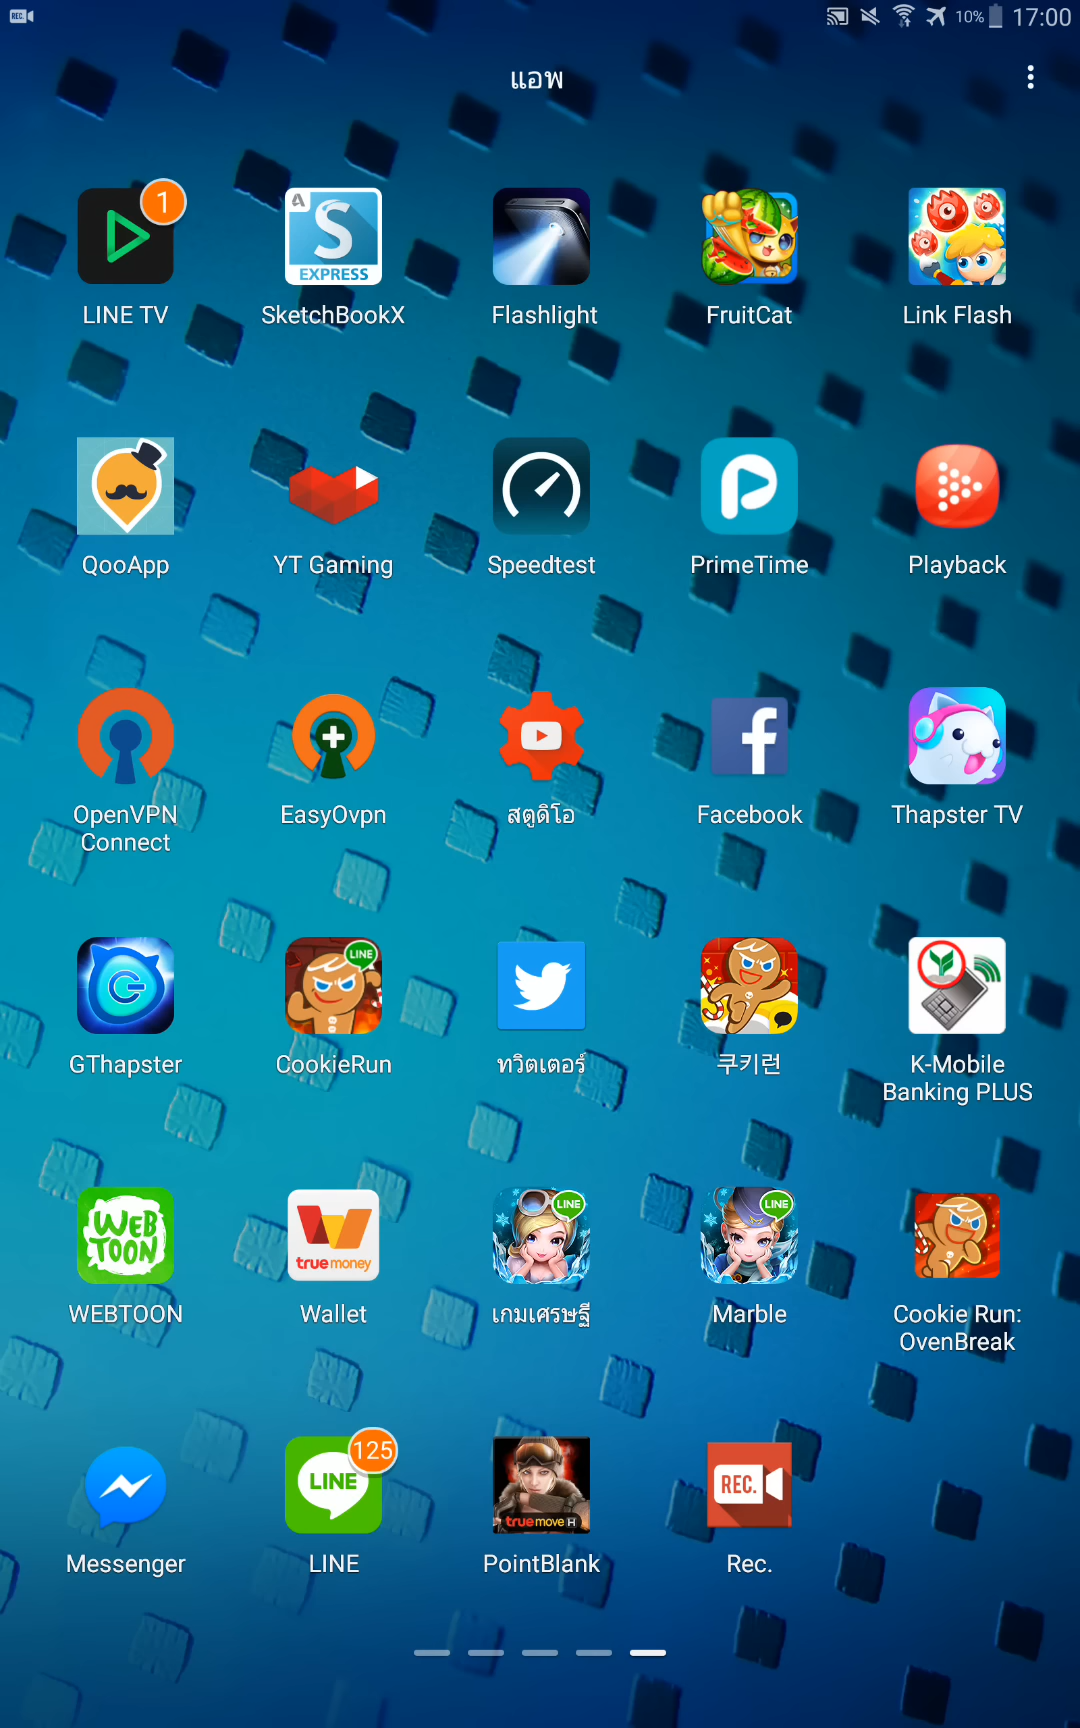 REC.
10% 17:00
แอพ
1
A
S
EXPRESS
LINE TV
SketchBookX
Flashlight
FruitCat
Link Flash
QooApp
YT Gaming
Speedtest
PrimeTime
Playback
OpenVPN
Connect
EasyOvpn
สตูดิโอ
Facebook
Thapster TV
LINE
GThapster
CookieRun
ทวิตเตอร์
쿠키런
K-Mobile
Banking PLUS
WEB
TOON
true money
LINE
LINE
WEBTOON
Wallet
เกมเศรษฐี
Marble
Cookie Run:
OvenBreak
125
LINE
truemove H
REC.
Messenger
LINE
PointBlank
Rec.